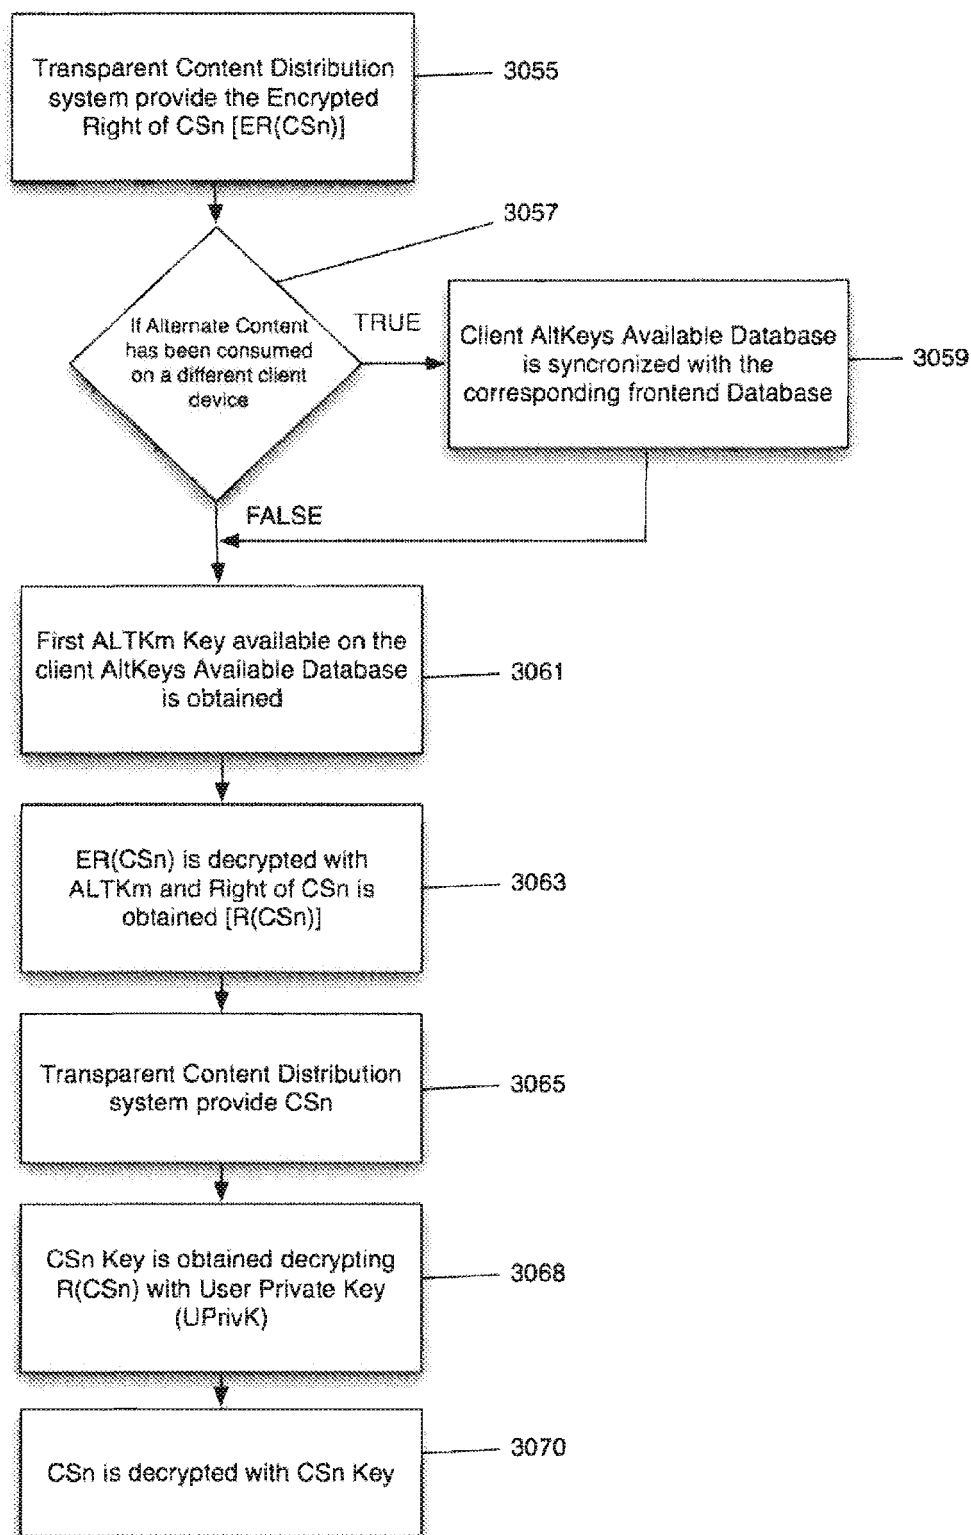 Transparent Content Distribution
system provide the Encrypted
Right of CSn [ER(CSn)]
3055
3057
If Alternate Content
has been consumed
on a different client
device
TRUE
Client AltKeys Available Database
is syncronized with the
corresponding frontend Database
3059
FALSE
First ALTKm Key available on the
client AltKeys Available Database
is obtained
3061
ER(CSn) is decrypted with
ALTKm and Right of CSn is
obtained [R(CSn)]
3063
Transparent Content Distribution
system provide CSn
3065
CSn Key is obtained decrypting
R(CSn) with User Private Key
(UPrivK)
3068
CSn is decrypted with CSn Key
3070